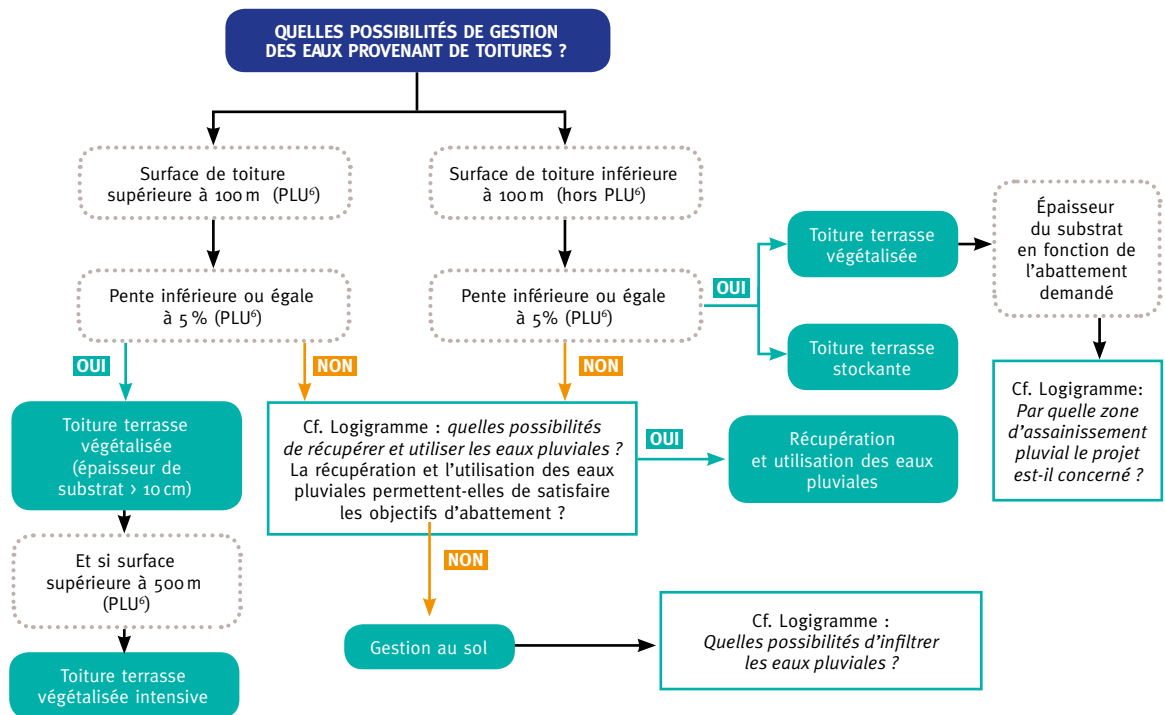 QUELLES POSSIBILITÉS DE GESTION
DES EAUX PROVENANT DE TOITURES ?
Surface de toiture
supérieure à 100 m (PLU⁶)
Surface de toiture inférieure
à 100 m (hors PLU⁶)
Pente inférieure ou égale
à 5 % (PLU⁶)
Pente inférieure ou égale
à 5% (PLU⁶)
OUI
Toiture terrasse
végétalisée
Épaisseur
du substrat
en fonction de
l'abattement
demandé
Toiture terrasse
stockante
OUI
NON
NON
Toiture terrasse
végétalisée
(épaisseur de
substrat > 10 cm)
Cf. Logigramme : quelles possibilités
de récupérer et utiliser les eaux pluviales ?
La récupération et l'utilisation des eaux
pluviales permettent-elles de satisfaire
les objectifs d'abattement ?
OUI
Récupération
et utilisation des eaux
pluviales
Cf. Logigramme:
Par quelle zone
d'assainissement
pluvial le projet
est-il concerné ?
Et si surface
supérieure à 500 m
(PLU⁶)
NON
Toiture terrasse
végétalisée intensive
Gestion au sol
Cf. Logigramme :
Quelles possibilités d'infiltrer
les eaux pluviales ?